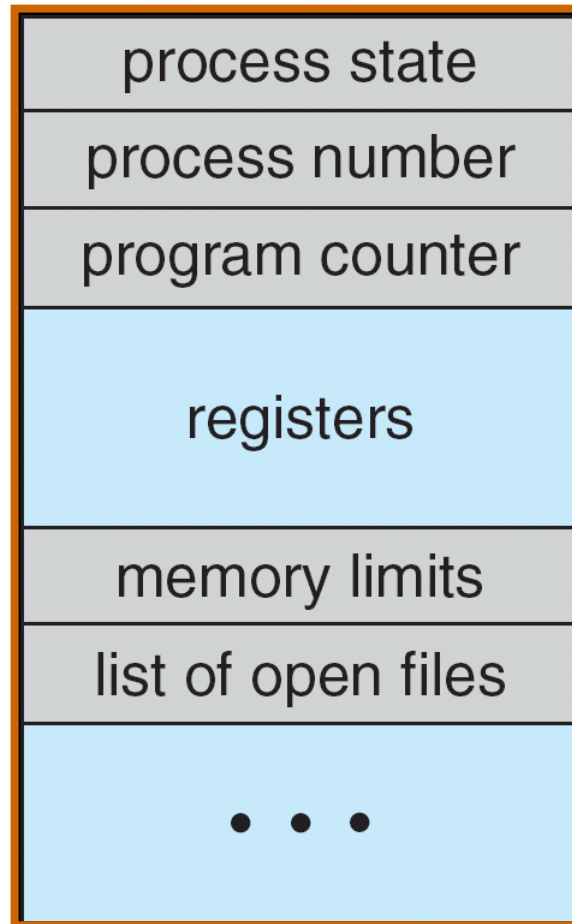 process state
process number
program counter
registers
memory limits
list of open files
• • •